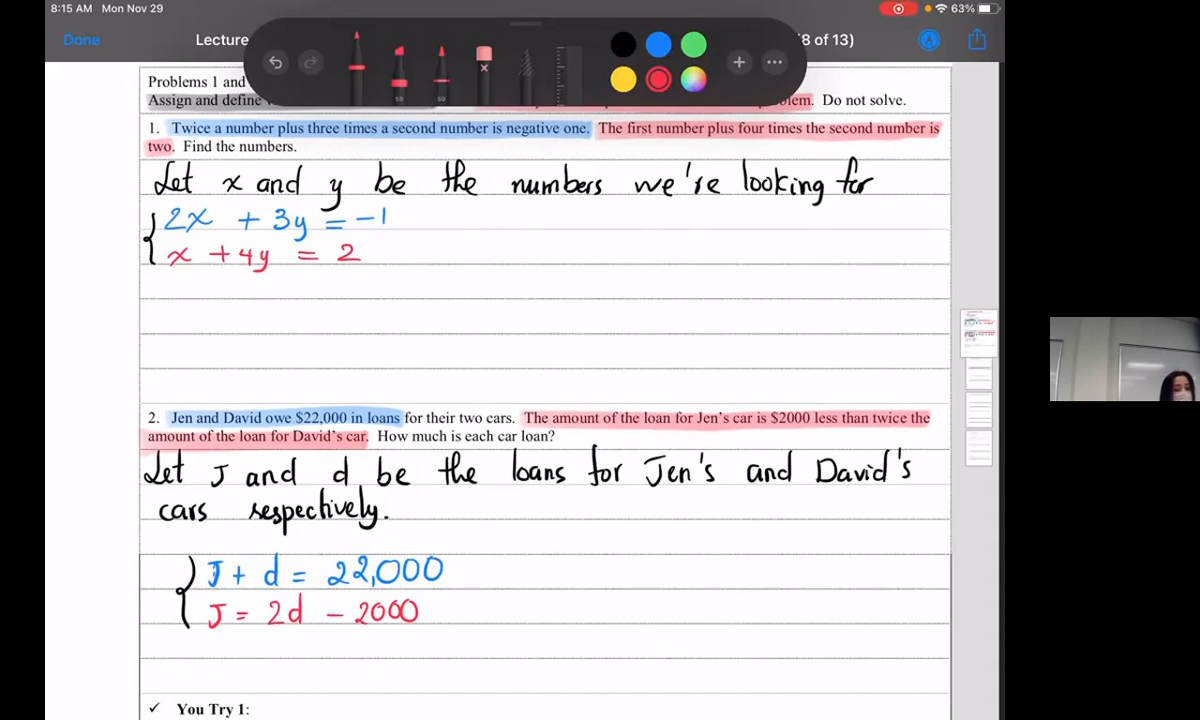 8:15 AM Mon Nov 29
63%
Done
Lecture
(8 of 13)
Problems 1 and
Assign and define
problem. Do not solve.
1. Twice a number plus three times a second number is negative one. The first number plus four times the second number is
two. Find the numbers.
Let x and y be the numbers we're looking for
2x + 3y = -1
x + 4y = 2
2. Jen and David owe $22,000 in loans for their two cars. The amount of the loan for Jen's car is $2000 less than twice the
amount of the loan for David's car. How much is each car loan?
Let J and d be the loans for Jen's and David's
cars respectively.
J + d = 22,000
J = 2d - 2000
✓ You Try 1: